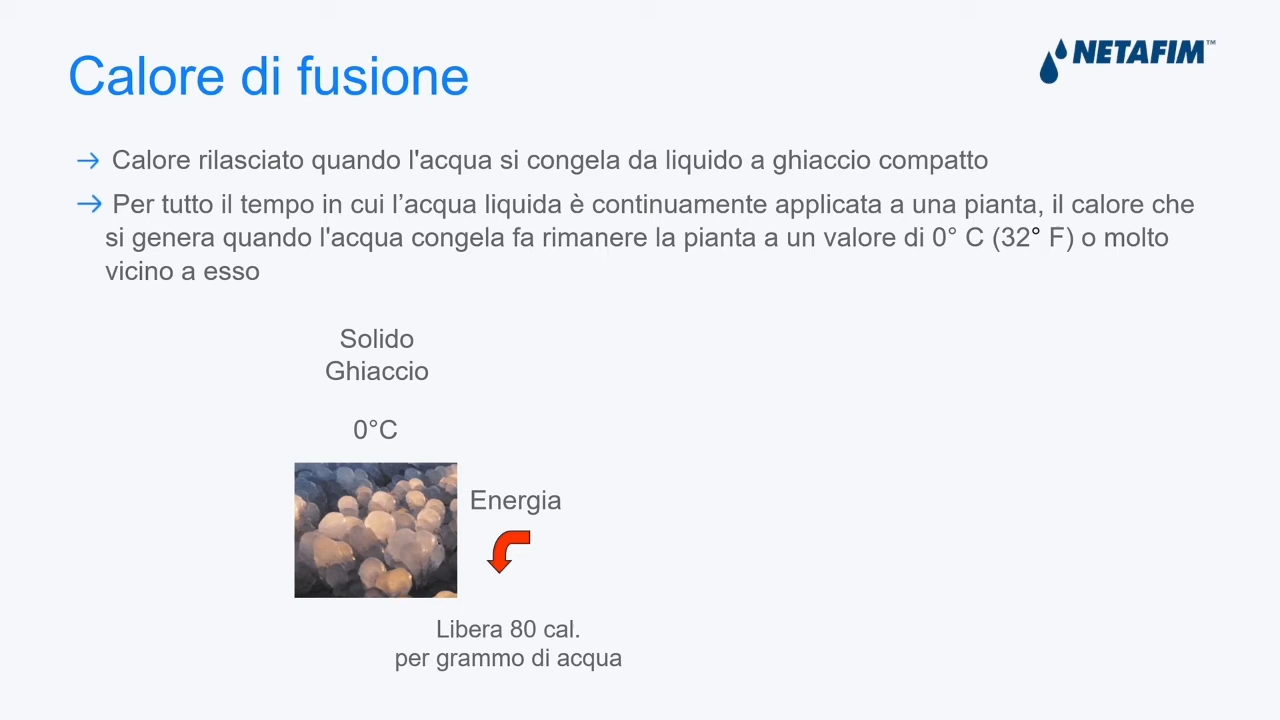 NETAFIM™
Calore di fusione
→ Calore rilasciato quando l'acqua si congela da liquido a ghiaccio compatto
→ Per tutto il tempo in cui l’acqua liquida è continuamente applicata a una pianta, il calore che
si genera quando l'acqua congela fa rimanere la pianta a un valore di 0° C (32° F) o molto
vicino a esso
Solido
Ghiaccio
0°C
Energia
Libera 80 cal.
per grammo di acqua